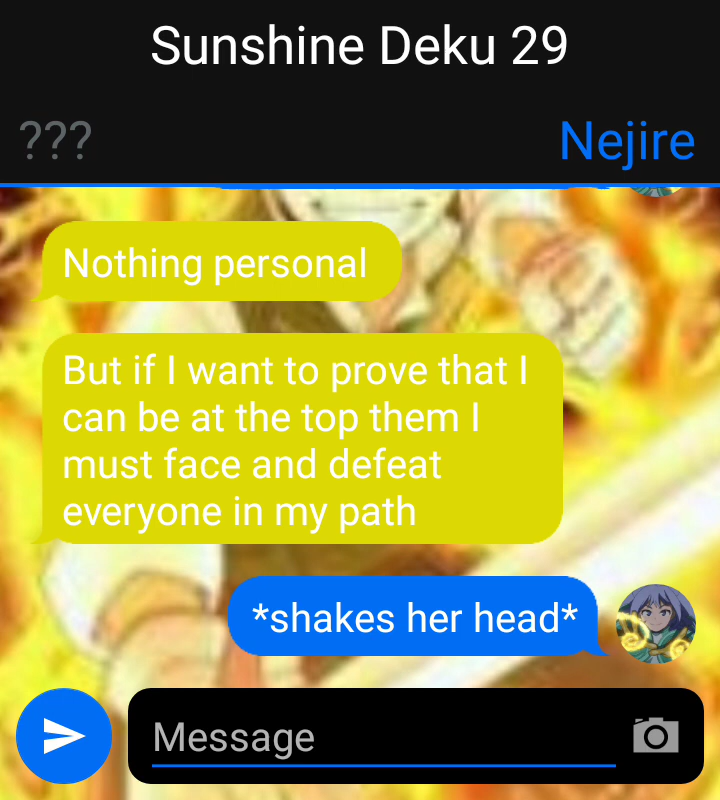 Sunshine Deku 29
??? Nejire
Nothing personal
But if I want to prove that I
can be at the top them I
must face and defeat
everyone in my path
*shakes her head*
Message